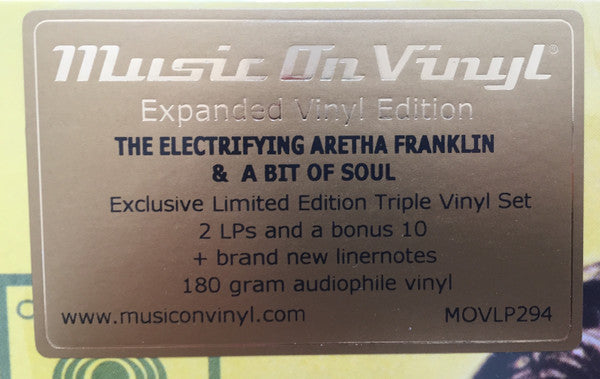 Music On Vinyl®
Expanded Vinyl Edition
THE ELECTRIFYING ARETHA FRANKLIN
& A BIT OF SOUL
Exclusive Limited Edition Triple Vinyl Set
2 LPs and a bonus 10
+ brand new linernotes
180 gram audiophile vinyl
www.musiconvinyl.com MOVLP294